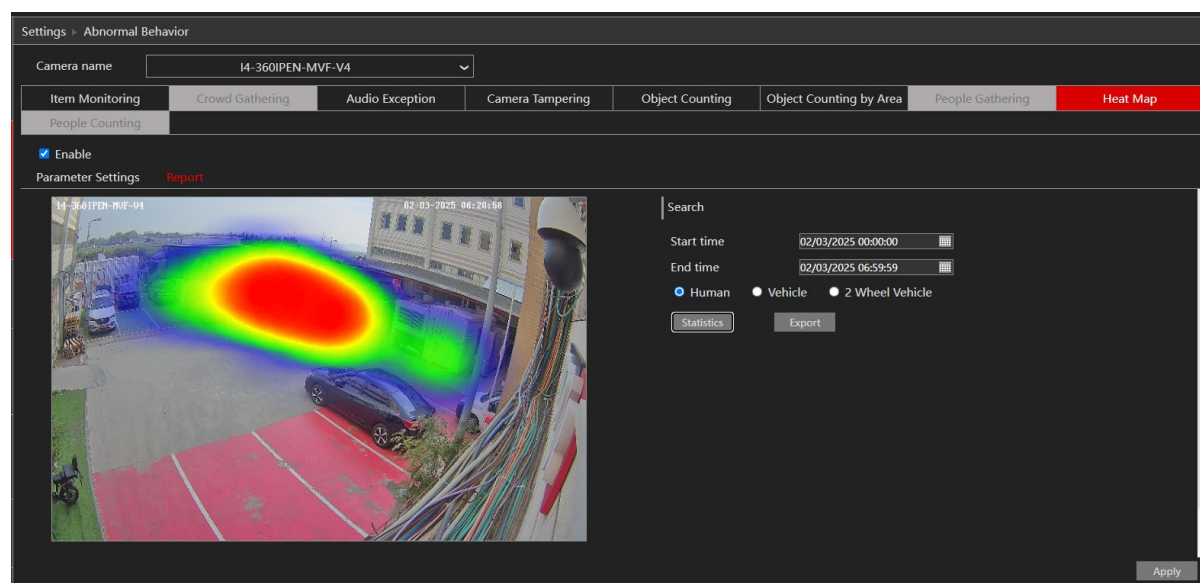 Settings ▸ Abnormal Behavior
Camera name I4-360IPEN-MVF-V4
Item Monitoring Crowd Gathering Audio Exception Camera Tampering Object Counting Object Counting by Area People Gathering Heat Map
People Counting
Enable
Parameter Settings Report
I4-360IPEN-MVF-V4 02-03-2025 06:20:58
Search
Start time 02/03/2025 00:00:00
End time 02/03/2025 06:59:59
Human Vehicle 2 Wheel Vehicle
Statistics Export
Apply